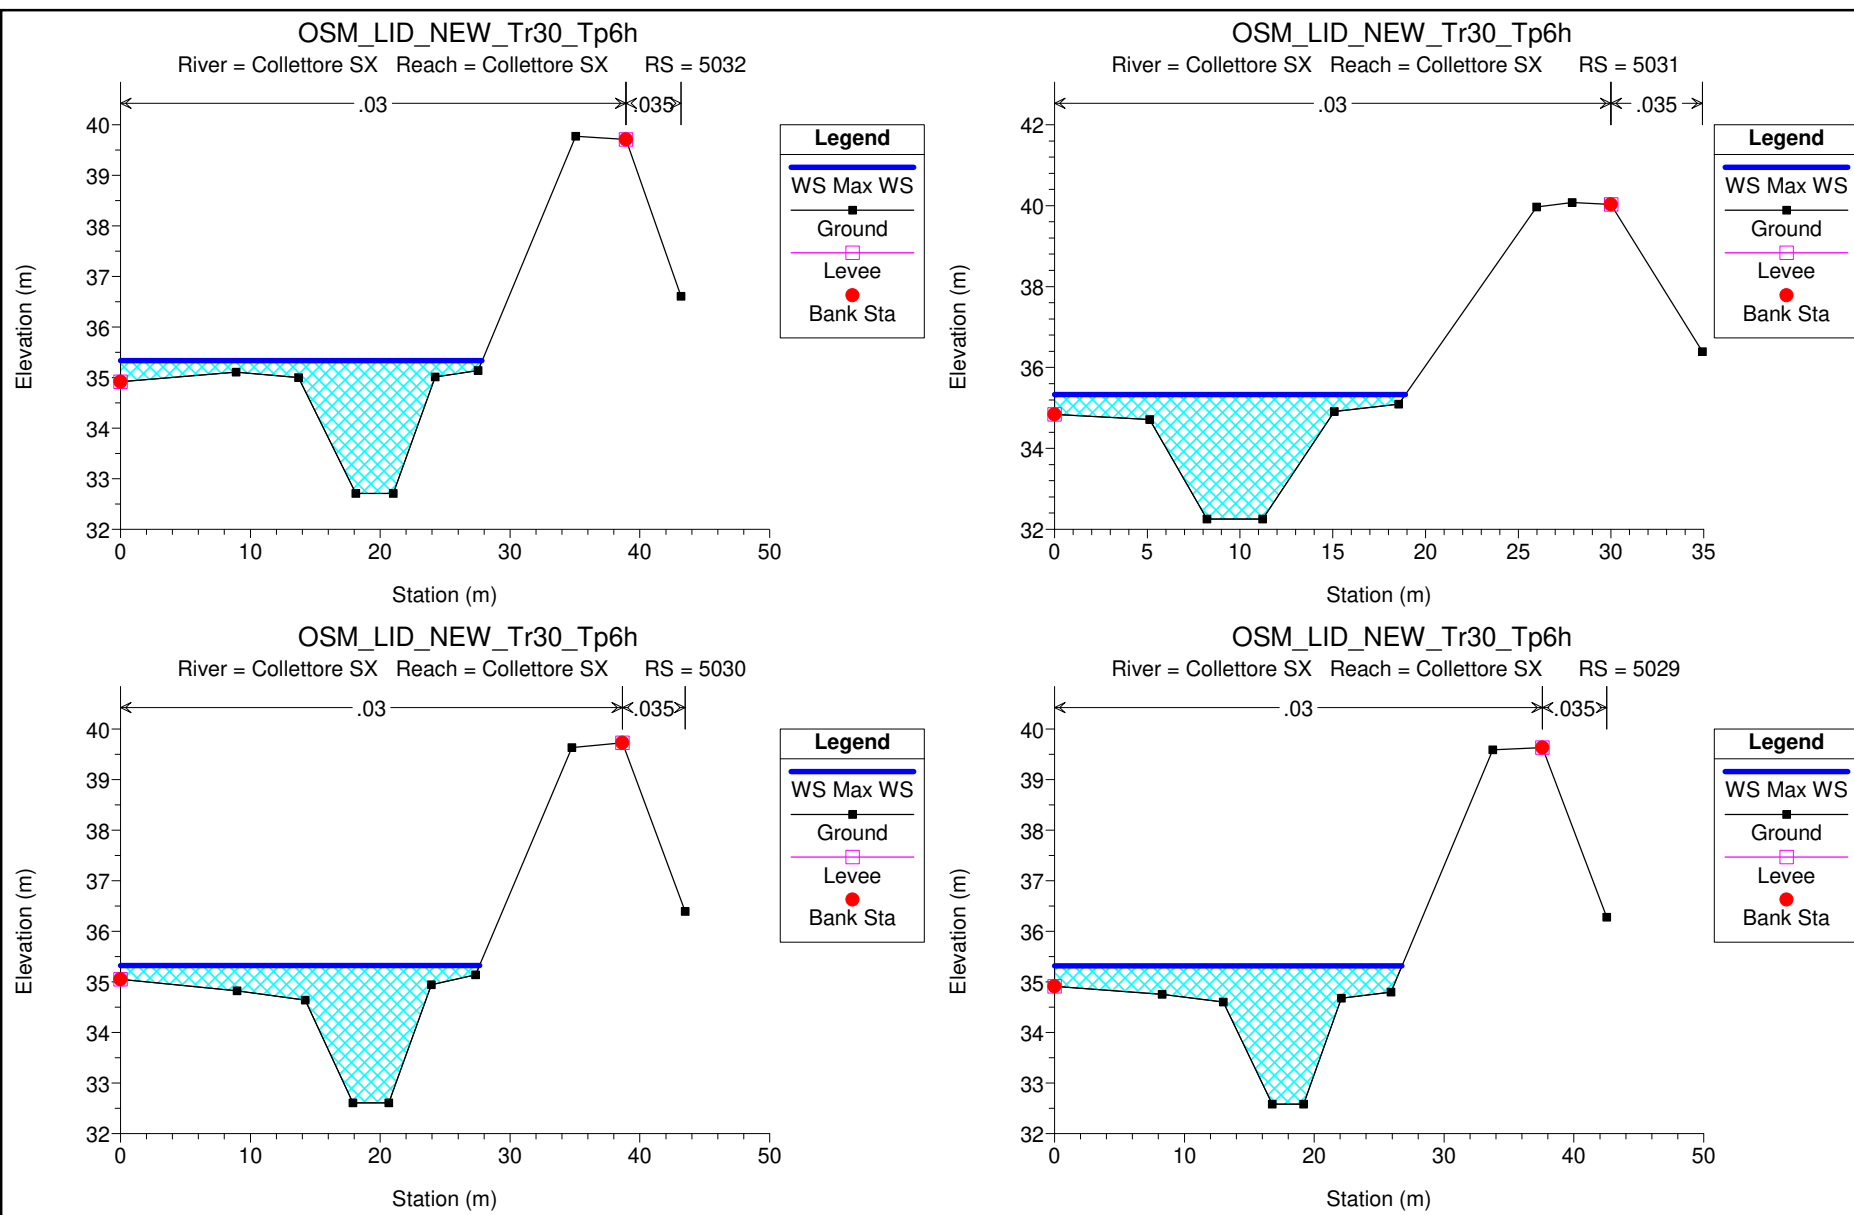 OSM_LID_NEW_Tr30_Tp6h
River = Collettore SX Reach = Collettore SX RS = 5032
.03
.035
40
39
38
37
36
35
34
33
32
0 10 20 30 40 50
Station (m)
Elevation (m)
Legend
WS Max WS
Ground
Levee
Bank Sta
OSM_LID_NEW_Tr30_Tp6h
River = Collettore SX Reach = Collettore SX RS = 5031
.03
.035
42
40
38
36
34
32
0 5 10 15 20 25 30 35
Station (m)
Elevation (m)
Legend
WS Max WS
Ground
Levee
Bank Sta
OSM_LID_NEW_Tr30_Tp6h
River = Collettore SX Reach = Collettore SX RS = 5030
.03
.035
40
39
38
37
36
35
34
33
32
0 10 20 30 40 50
Station (m)
Elevation (m)
Legend
WS Max WS
Ground
Levee
Bank Sta
OSM_LID_NEW_Tr30_Tp6h
River = Collettore SX Reach = Collettore SX RS = 5029
.03
.035
40
39
38
37
36
35
34
33
32
0 10 20 30 40 50
Station (m)
Elevation (m)
Legend
WS Max WS
Ground
Levee
Bank Sta